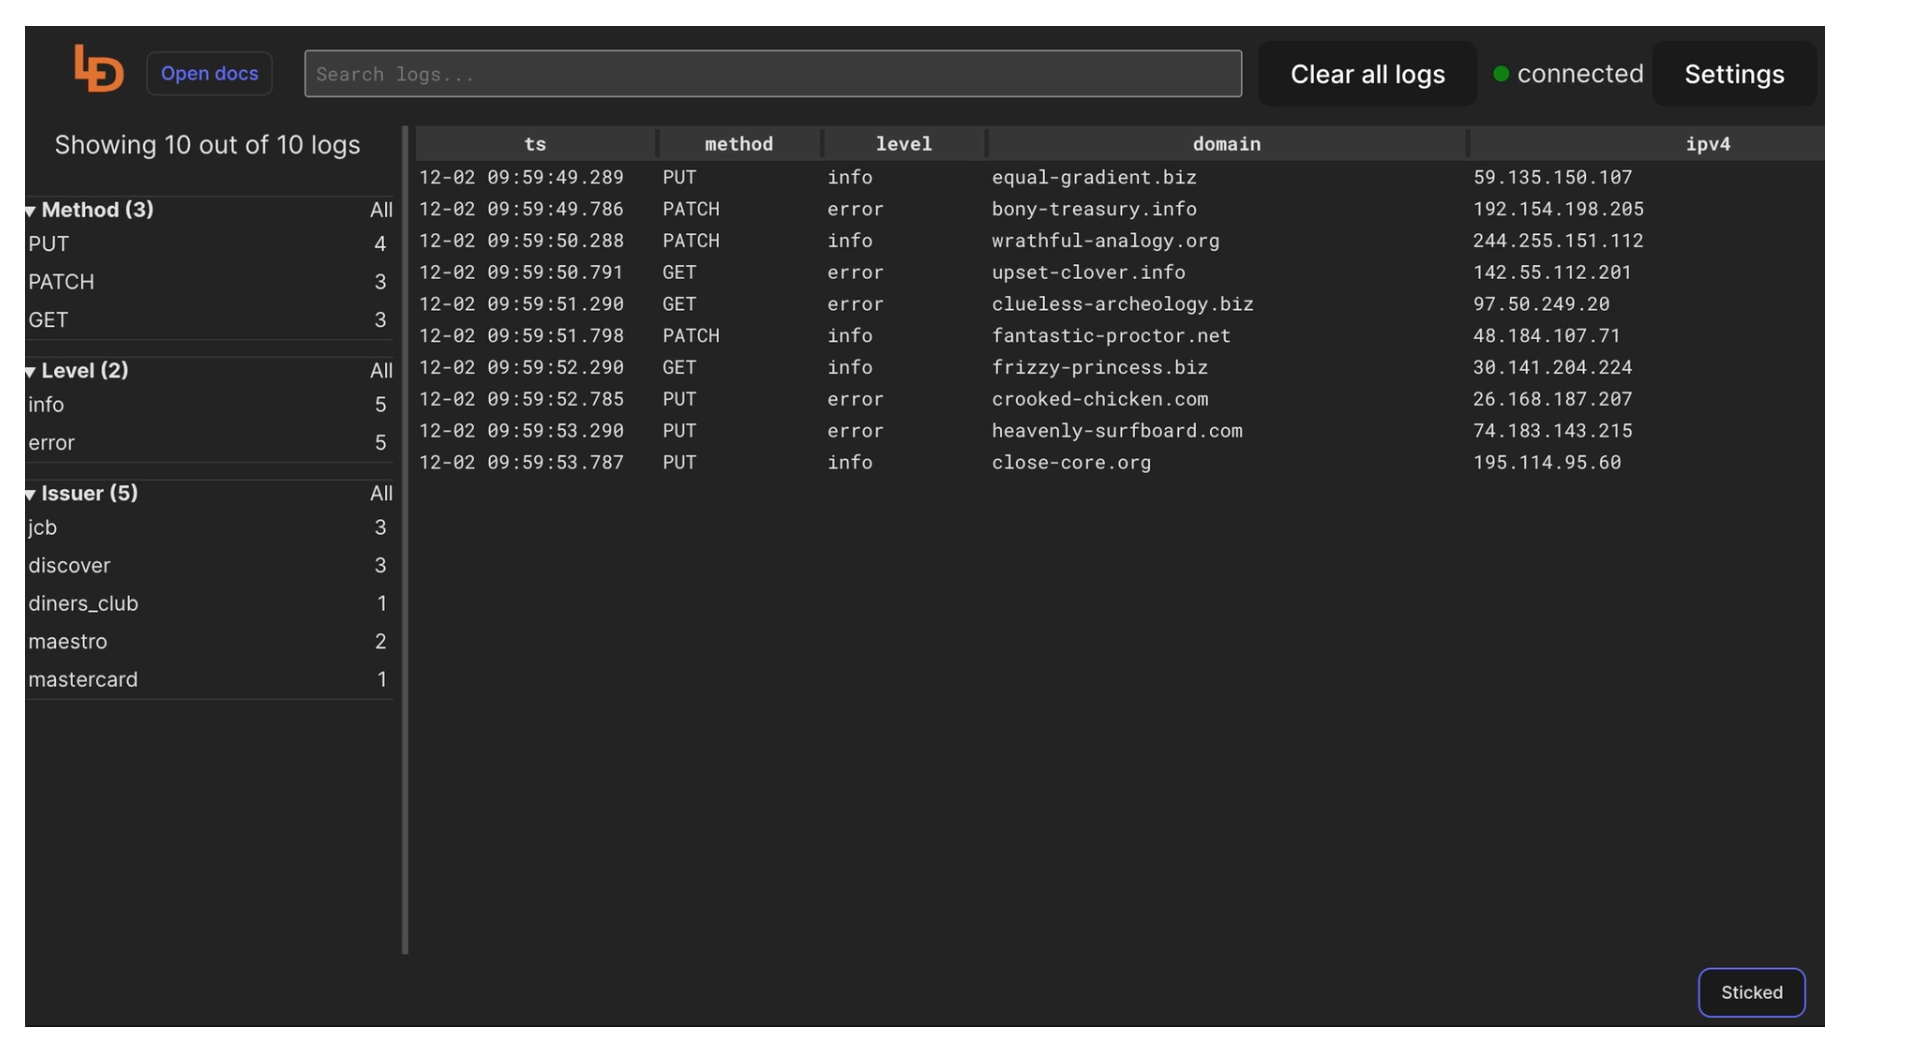 LD Open docs Search logs... Clear all logs connected Settings
Showing 10 out of 10 logs
Method (3) All
PUT 4
PATCH 3
GET 3
Level (2) All
info 5
error 5
Issuer (5) All
jcb 3
discover 3
diners_club 1
maestro 2
mastercard 1
ts method level domain ipv4
12-02 09:59:49.289 PUT info equal-gradient.biz 59.135.150.107
12-02 09:59:49.786 PATCH error bony-treasury.info 192.154.198.205
12-02 09:59:50.288 PATCH info wrathful-analogy.org 244.255.151.112
12-02 09:59:50.791 GET error upset-clover.info 142.55.112.201
12-02 09:59:51.290 GET error clueless-archeology.biz 97.50.249.20
12-02 09:59:51.798 PATCH info fantastic-proctor.net 48.184.107.71
12-02 09:59:52.290 GET info frizzy-princess.biz 30.141.204.224
12-02 09:59:52.785 PUT error crooked-chicken.com 26.168.187.207
12-02 09:59:53.290 PUT error heavenly-surfboard.com 74.183.143.215
12-02 09:59:53.787 PUT info close-core.org 195.114.95.60
Sticked